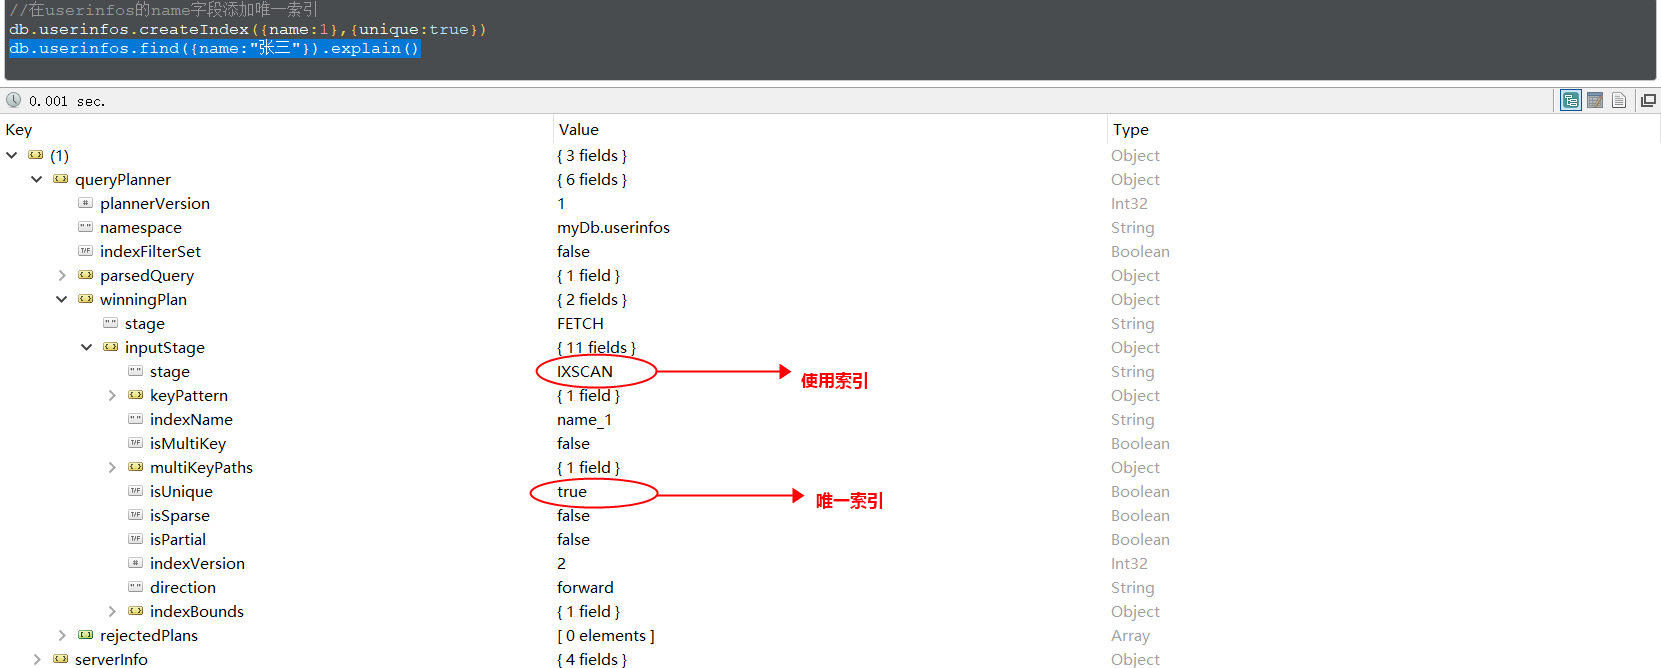 //在userinfos的name字段添加唯一索引
db.userinfos.createIndex({name:1},{unique:true})
db.userinfos.find({name:"张三"}).explain()
0.001 sec.
Key Value Type
(1) { 3 fields } Object
queryPlanner { 6 fields } Object
plannerVersion 1 Int32
namespace myDb.userinfos String
indexFilterSet false Boolean
parsedQuery { 1 field } Object
winningPlan { 2 fields } Object
stage FETCH String
inputStage { 11 fields } Object
stage IXSCAN 使用索引 String
keyPattern { 1 field } Object
indexName name_1 String
isMultiKey false Boolean
multiKeyPaths { 1 field } Object
isUnique true 唯一索引 Boolean
isSparse false Boolean
isPartial false Boolean
indexVersion 2 Int32
direction forward String
indexBounds { 1 field } Object
rejectedPlans [ 0 elements ] Array
serverInfo { 4 fields } Object